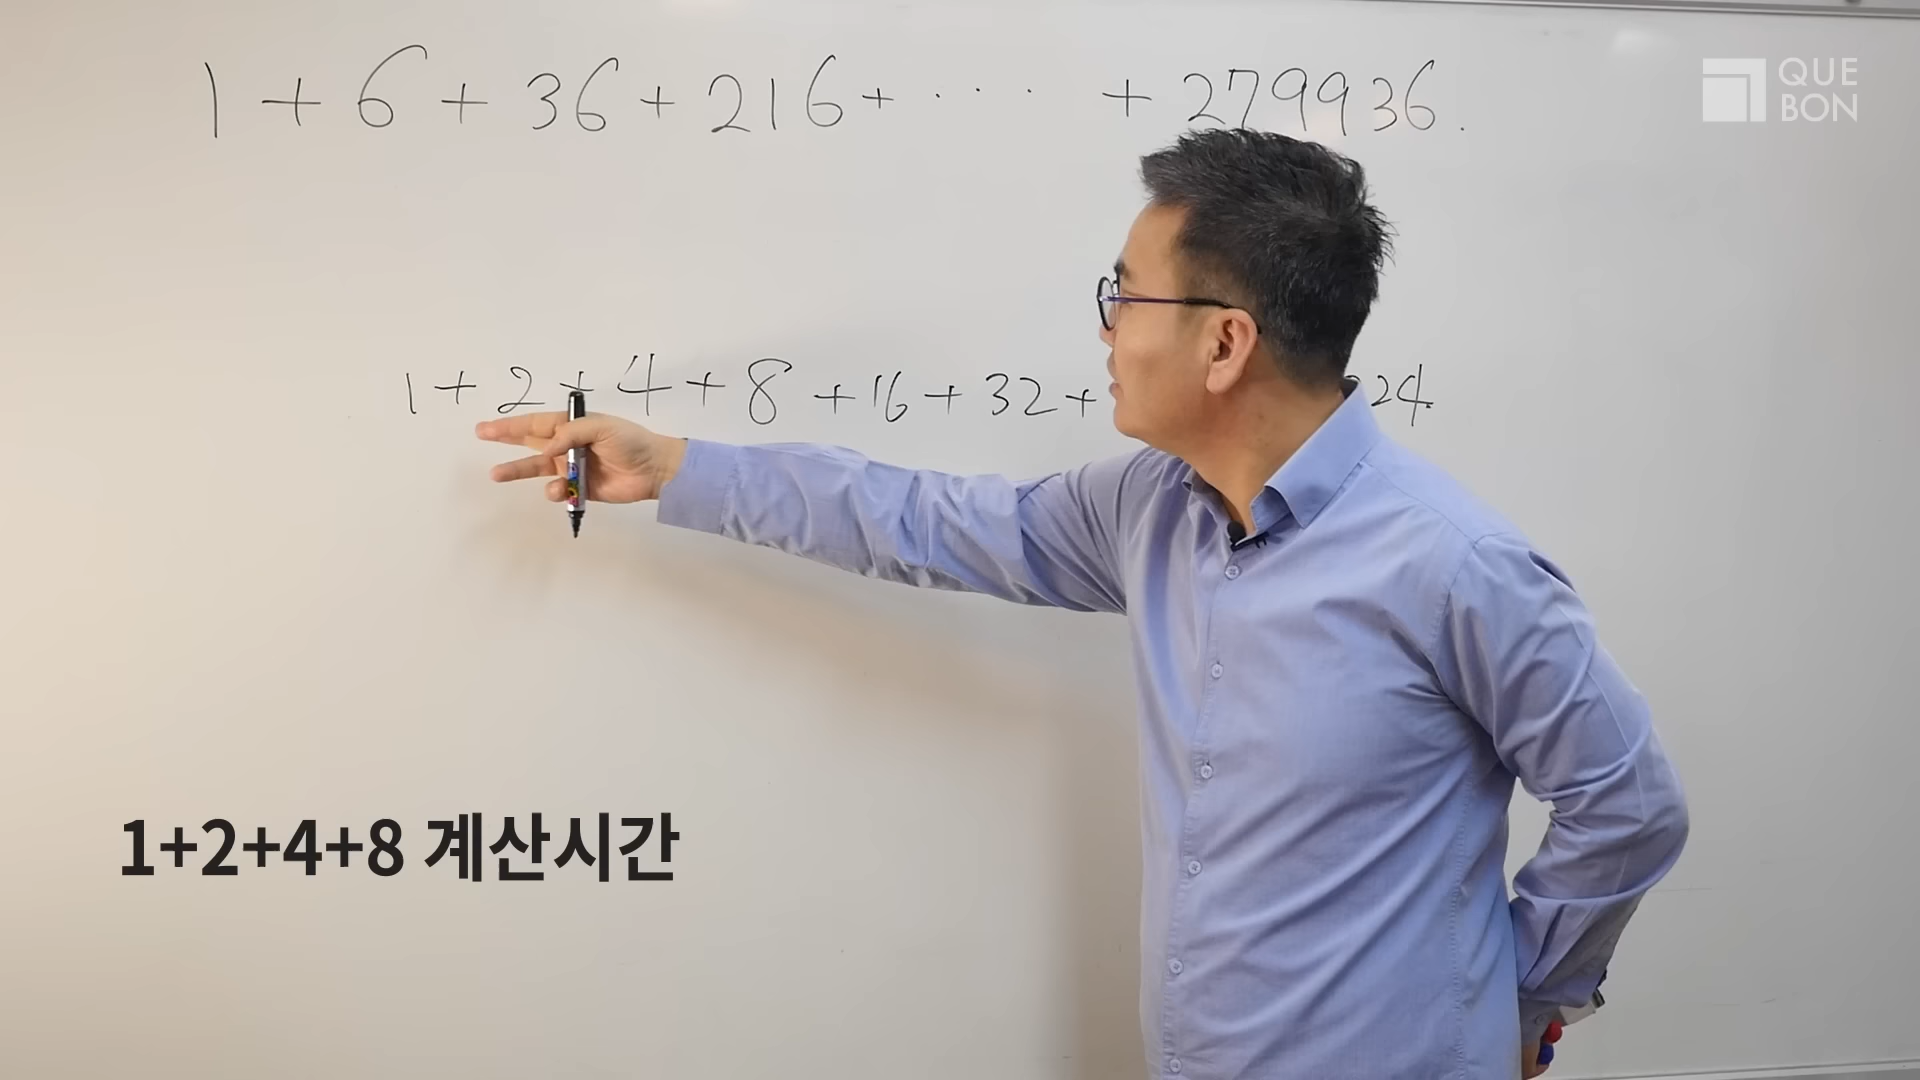 1 + 6 + 36 + 216 + · · · + 279936.
QUE
BON
1 + 2 + 4 + 8 + 16 + 32 + 24.
1+2+4+8 계산시간